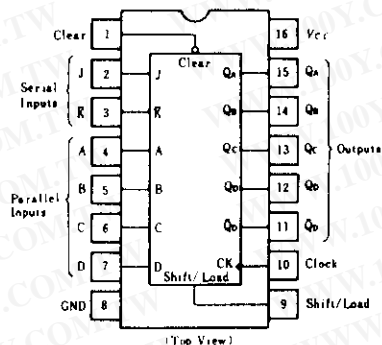 Clear 1 16 Vcc
Clear
J 2 J QA 15 QA
Serial Inputs
K̄ 3 K̄ QB 14 QB
A 4 A QC 13 QC
Outputs
Parallel Inputs
B 5 B QD 12 QD
C 6 C Q̄D 11 Q̄D
D 7 D CK 10 Clock
Shift/Load
GND 8 9 Shift/Load
(Top View)